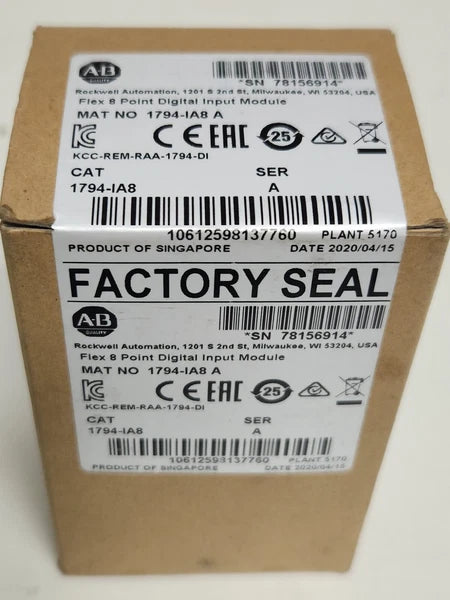 A-B
QUALITY
*SN 78156914*
Rockwell Automation, 1201 S 2nd St, Milwaukee, WI 53204, USA
Flex 8 Point Digital Input Module
MAT NO 1794-IA8 A
CE EAC 25
KCC-REM-RAA-1794-DI
CAT SER
1794-IA8 A
10612598137760 PLANT 5170
PRODUCT OF SINGAPORE DATE 2020/04/15
FACTORY SEAL
A-B
QUALITY
*SN 78156914*
Rockwell Automation, 1201 S 2nd St, Milwaukee, WI 53204, USA
Flex 8 Point Digital Input Module
MAT NO 1794-IA8 A
CE EAC 25
KCC-REM-RAA-1794-DI
CAT SER
1794-IA8 A
10612598137760 PLANT 5170
PRODUCT OF SINGAPORE DATE 2020/04/15